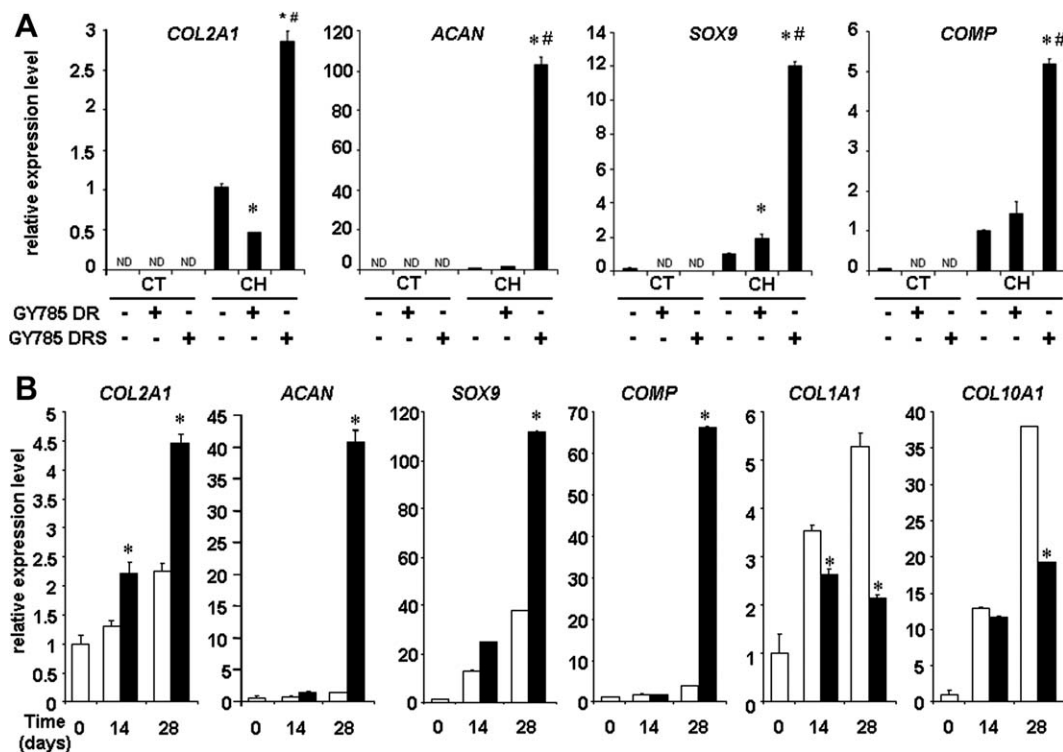 A
COL2A1 ACAN SOX9 COMP
* # * # * # * #
relative expression level
3 2.5 2 1.5 1 0.5 0
120 100 80 60 40 20 0
14 12 10 8 6 4 2 0
6 5 4 3 2 1 0
* *
ND ND ND ND ND ND ND ND ND ND
CT CH CT CH CT CH CT CH
GY785 DR - + - - + - - + - - + - - + - - + - - + - - + -
GY785 DRS - - + - - + - - + - - + - - + - - + - - + - - +
B
COL2A1 ACAN SOX9 COMP COL1A1 COL10A1
relative expression level
5 4.5 4 3.5 3 2.5 2 1.5 1 0.5 0
45 40 35 30 25 20 15 10 5 0
120 100 80 60 40 20 0
70 60 50 40 30 20 10 0
6 5 4 3 2 1 0
40 35 30 25 20 15 10 5 0
* * * * * * * *
Time (days)
0 14 28 0 14 28 0 14 28 0 14 28 0 14 28 0 14 28